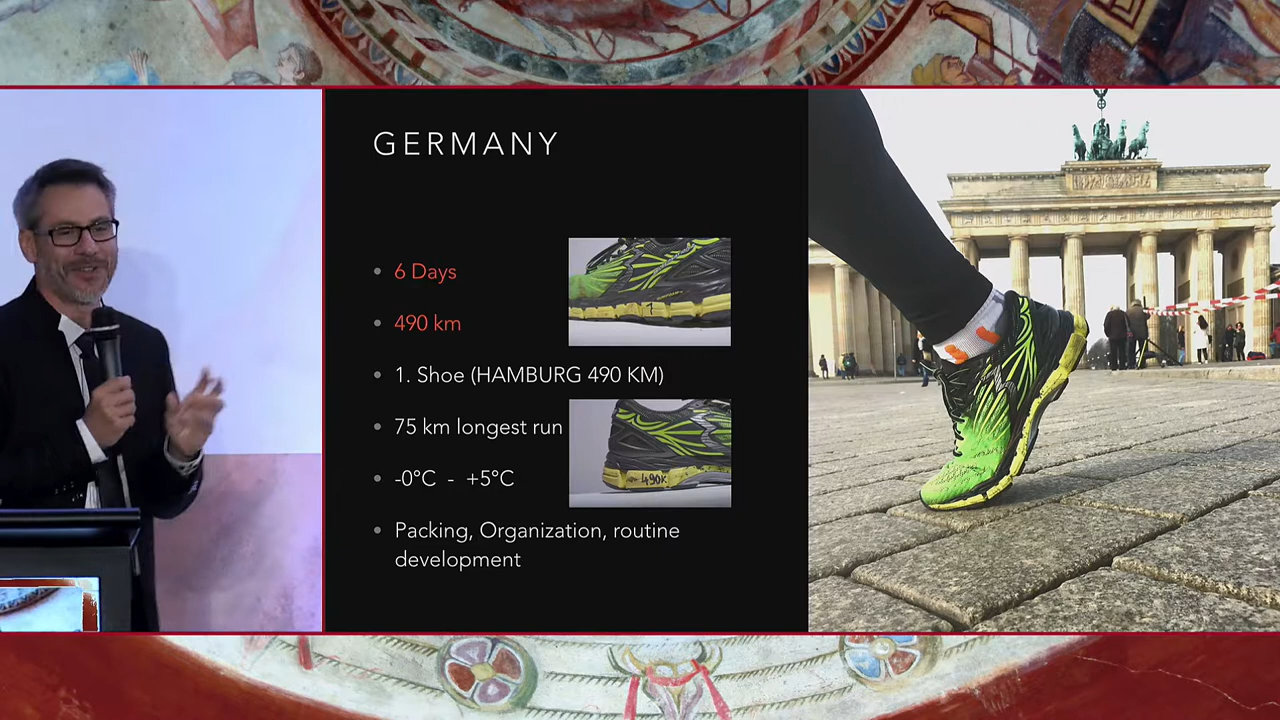 GERMANY
6 Days
490 km
1. Shoe (HAMBURG 490 KM)
75 km longest run
-0°C - +5°C
Packing, Organization, routine
development
1
490K